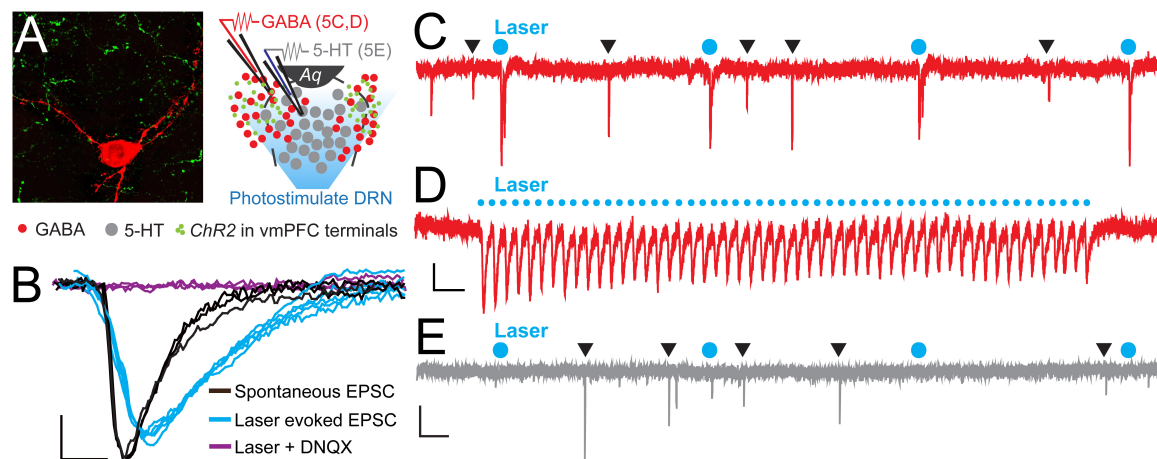 A
GABA (5C,D)
5-HT (5E)
Aq
Photostimulate DRN
GABA
5-HT
ChR2 in vmPFC terminals
B
Spontaneous EPSC
Laser evoked EPSC
Laser + DNQX
C
Laser
D
Laser
E
Laser